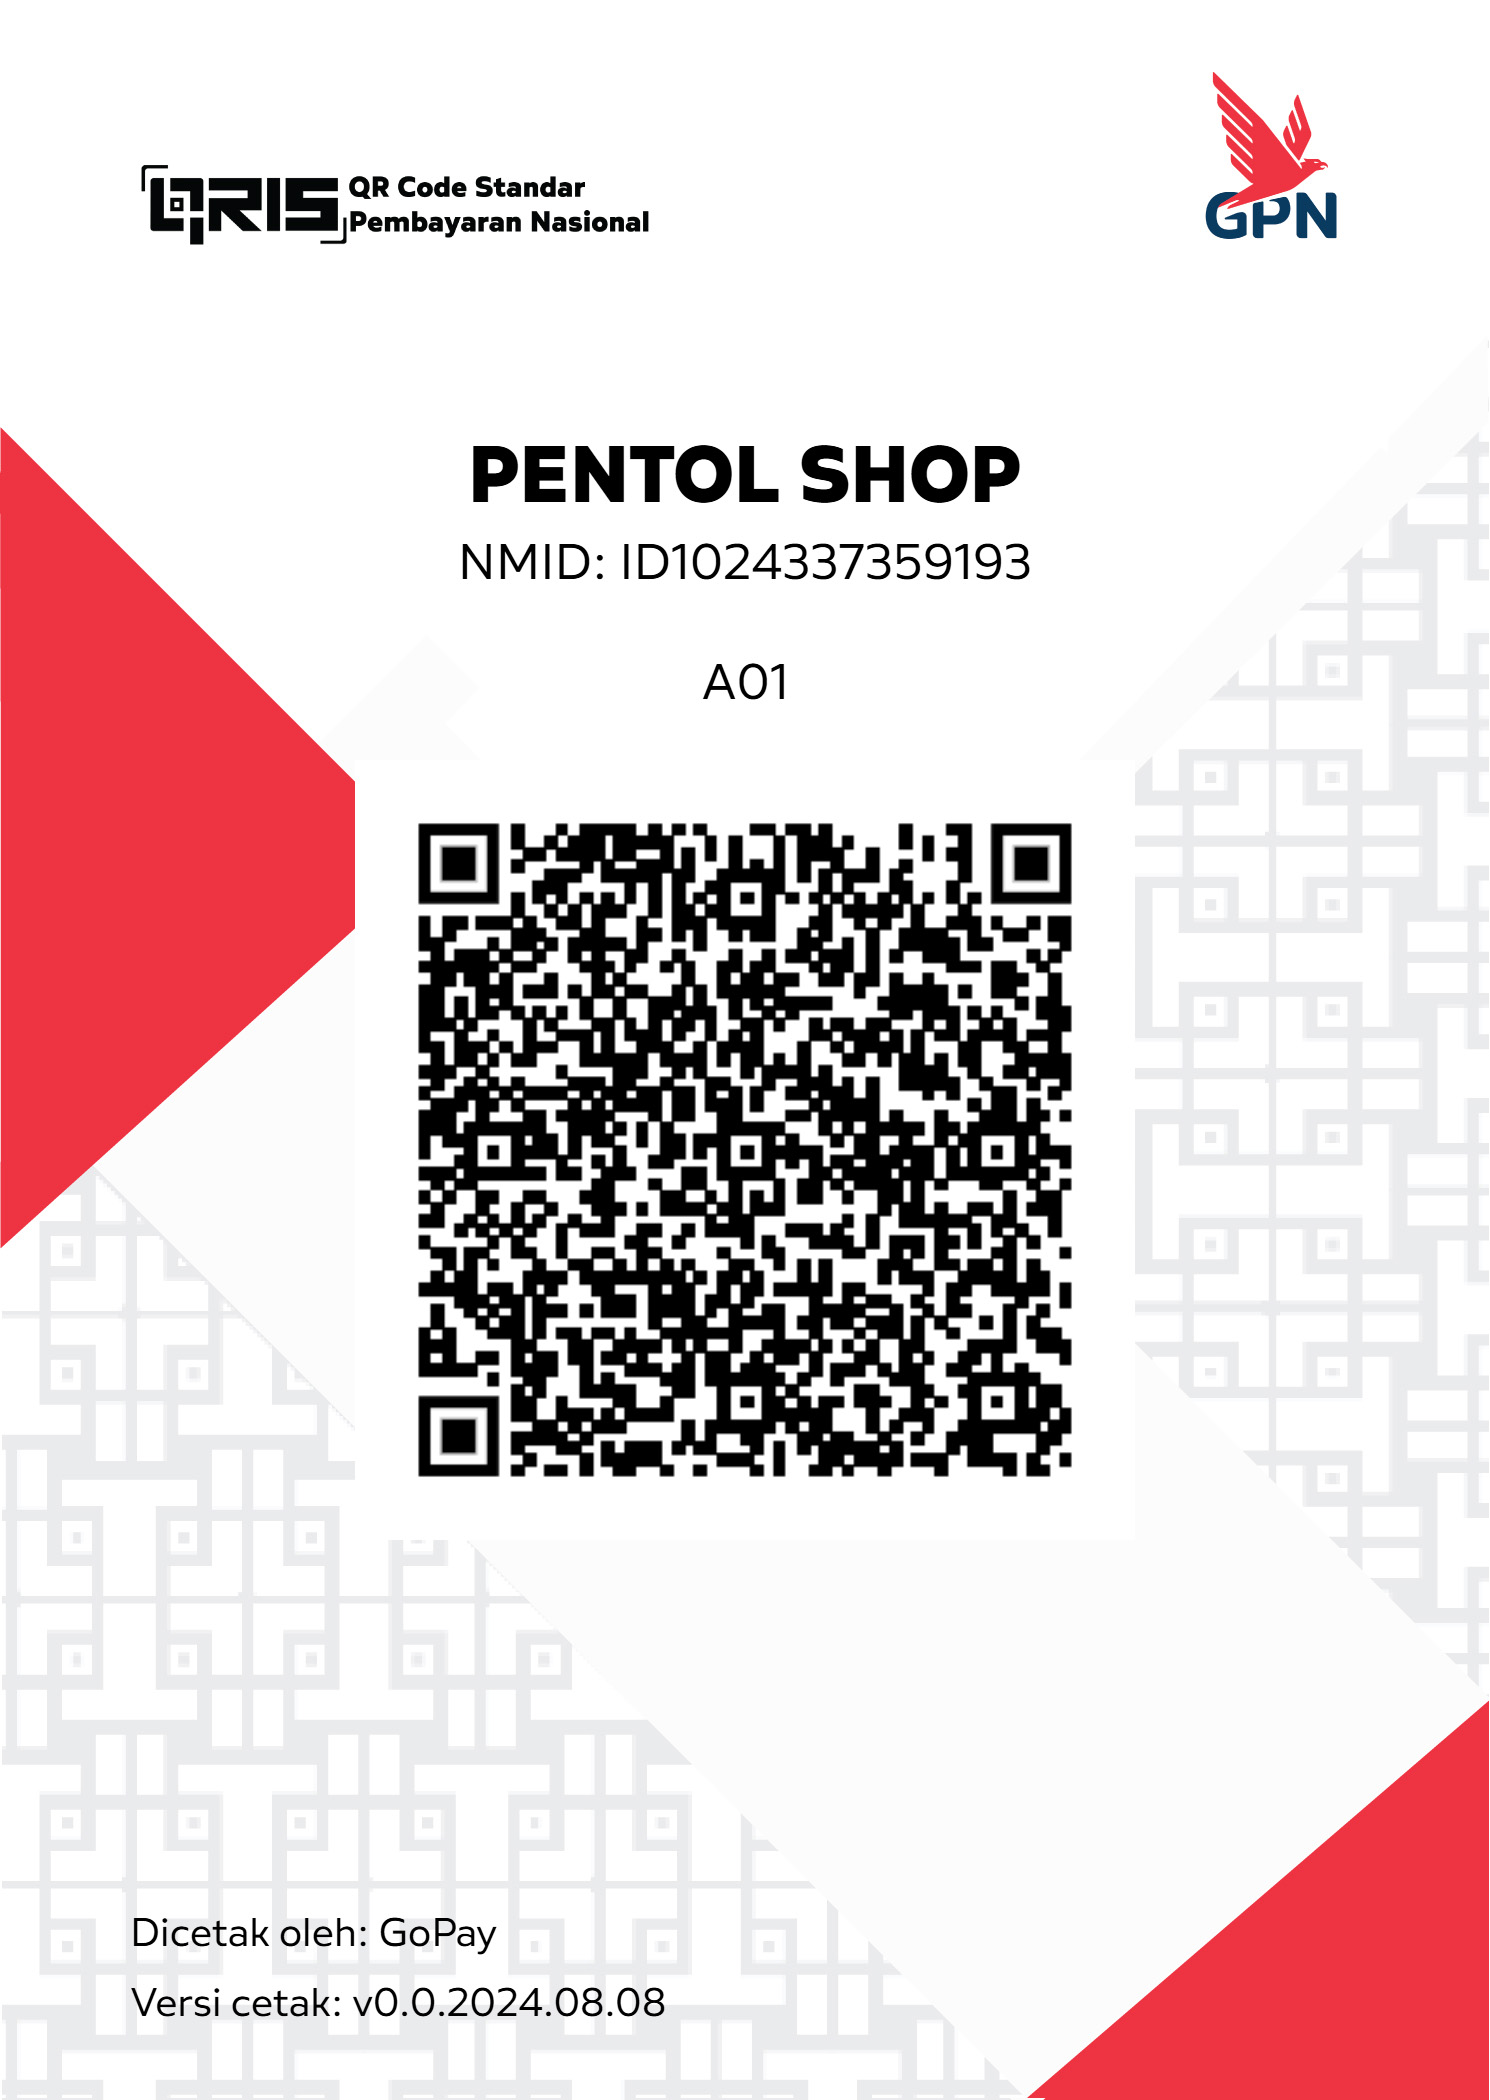 QRIS
QR Code Standar
Pembayaran Nasional
GPN
PENTOL SHOP
NMID: ID1024337359193
A01
Dicetak oleh: GoPay
Versi cetak: v0.0.2024.08.08